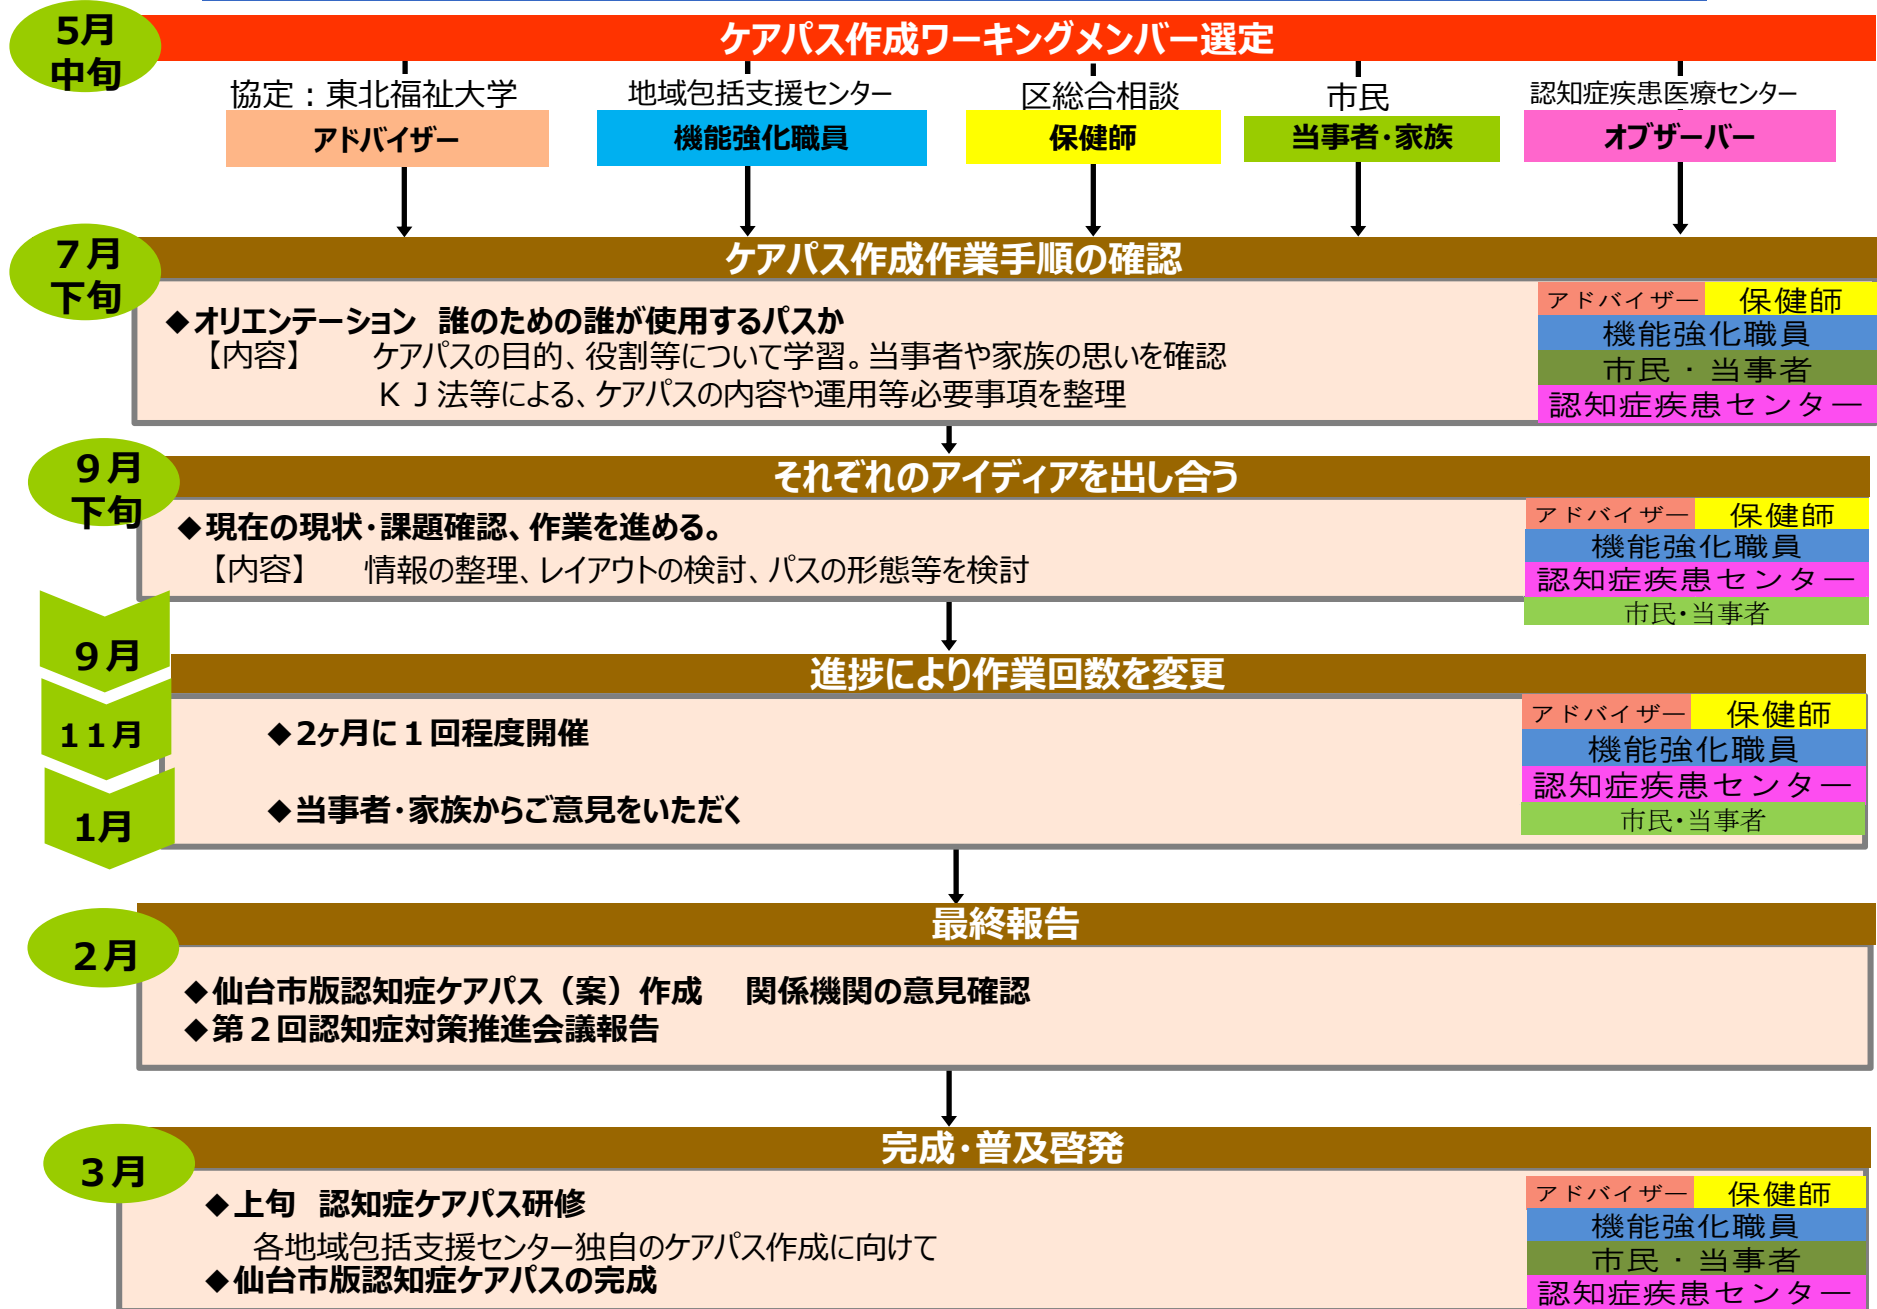 5月
中旬
ケアパス作成ワーキングメンバー選定
協定：東北福祉大学
アドバイザー
地域包括支援センター
機能強化職員
区総合相談
保健師
市民
当事者・家族
認知症疾患医療センター
オブザーバー
７月
下旬
ケアパス作成作業手順の確認
◆オリエンテーション　誰のための誰が使用するパスか
【内容】　　ケアパスの目的、役割等について学習。当事者や家族の思いを確認
ＫＪ法等による、ケアパスの内容や運用等必要事項を整理
アドバイザー　保健師
機能強化職員
市民・当事者
認知症疾患センター
９月
下旬
それぞれのアイディアを出し合う
◆現在の現状・課題確認、作業を進める。
【内容】　　情報の整理、レイアウトの検討、パスの形態等を検討
アドバイザー　保健師
機能強化職員
認知症疾患センター
市民・当事者
９月
１１月
1月
進捗により作業回数を変更
◆2ヶ月に１回程度開催
◆当事者・家族からご意見をいただく
アドバイザー　保健師
機能強化職員
認知症疾患センター
市民・当事者
２月
最終報告
◆仙台市版認知症ケアパス（案）作成　関係機関の意見確認
◆第２回認知症対策推進会議報告
３月
完成・普及啓発
◆上旬　認知症ケアパス研修
各地域包括支援センター独自のケアパス作成に向けて
◆仙台市版認知症ケアパスの完成
アドバイザー　保健師
機能強化職員
市民・当事者
認知症疾患センター